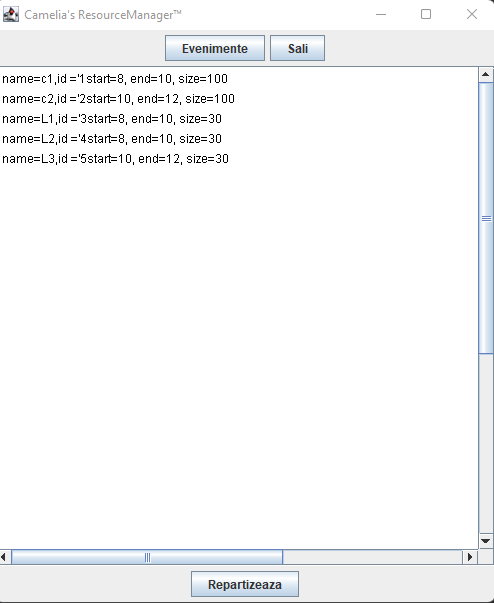 Camelia's ResourceManager™
Evenimente Sali
name=c1,id ='1start=8, end=10, size=100
name=c2,id ='2start=10, end=12, size=100
name=L1,id ='3start=8, end=10, size=30
name=L2,id ='4start=8, end=10, size=30
name=L3,id ='5start=10, end=12, size=30
Repartizeaza